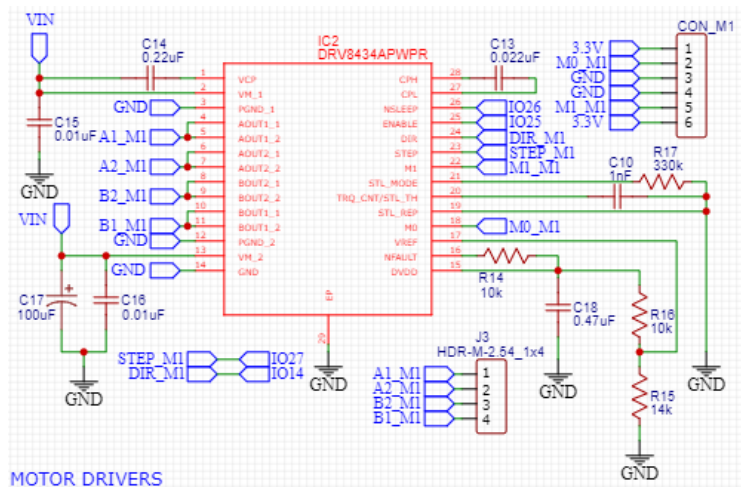 VIN
C14
0.22uF
IC2
DRV8434APWPR
C13
0.022uF
CON_M1
1 VCP
2 VM_1
3 PGND_1
4 AOUT1_1
5 AOUT1_2
6 AOUT2_1
7 AOUT2_2
8 BOUT2_1
9 BOUT2_2
10 BOUT1_1
11 BOUT1_2
12 PGND_2
13 VM_2
14 GND
CPH 28
CPL 27
NSLEEP 26
ENABLE 25
DIR 24
STEP 23
M1 22
STL_MODE 21
TRQ_CNT/STL_TH 20
STL_REP 19
M0 18
VREF 17
NFAULT 16
DVDD 15
EP
29
GND
C15
0.01uF
GND
A1_M1
A2_M1
B2_M1
B1_M1
GND
GND
GND
VIN
C17
100uF
C16
0.01uF
GND
IO26
IO25
DIR_M1
STEP_M1
M1_M1
M0_M1
3.3V 1
M0_M1 2
GND 3
GND 4
M1_M1 5
3.3V 6
R17
330k
C10
1nF
R14
10k
C18
0.47uF
GND
R16
10k
R15
14k
GND
GND
STEP_M1 IO27
DIR_M1 IO14
J3
HDR-M-2.54_1x4
A1_M1 1
A2_M1 2
B2_M1 3
B1_M1 4
MOTOR DRIVERS